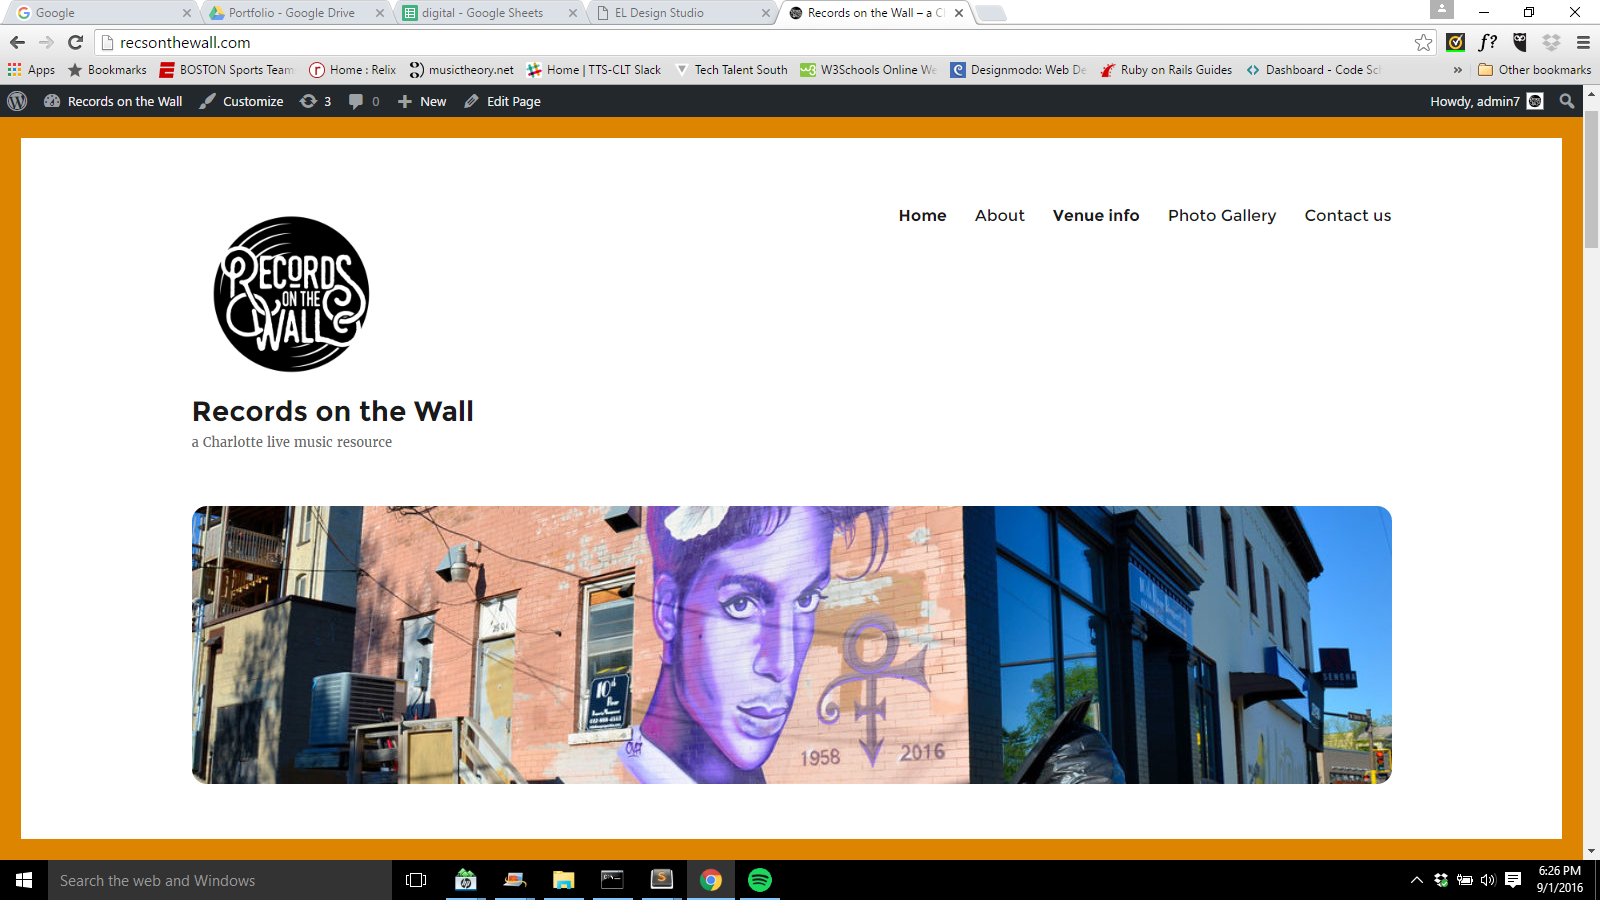 Google
Portfolio - Google Drive
digital - Google Sheets
EL Design Studio
Records on the Wall – a C
recsonthewall.com
f?
Apps
Bookmarks
BOSTON Sports Team
Home : Relix
musictheory.net
Home | TTS-CLT Slack
Tech Talent South
W3Schools Online We
Designmodo: Web De
Ruby on Rails Guides
Dashboard - Code Sc
»
Other bookmarks
Records on the Wall
Customize
3
0
New
Edit Page
Howdy, admin7
Home
About
Venue info
Photo Gallery
Contact us
RECORDS
ON THE
WALL
Records on the Wall
a Charlotte live music resource
10th
Floor
1958
2016
SENSHA
Search the web and Windows
6:26 PM
9/1/2016